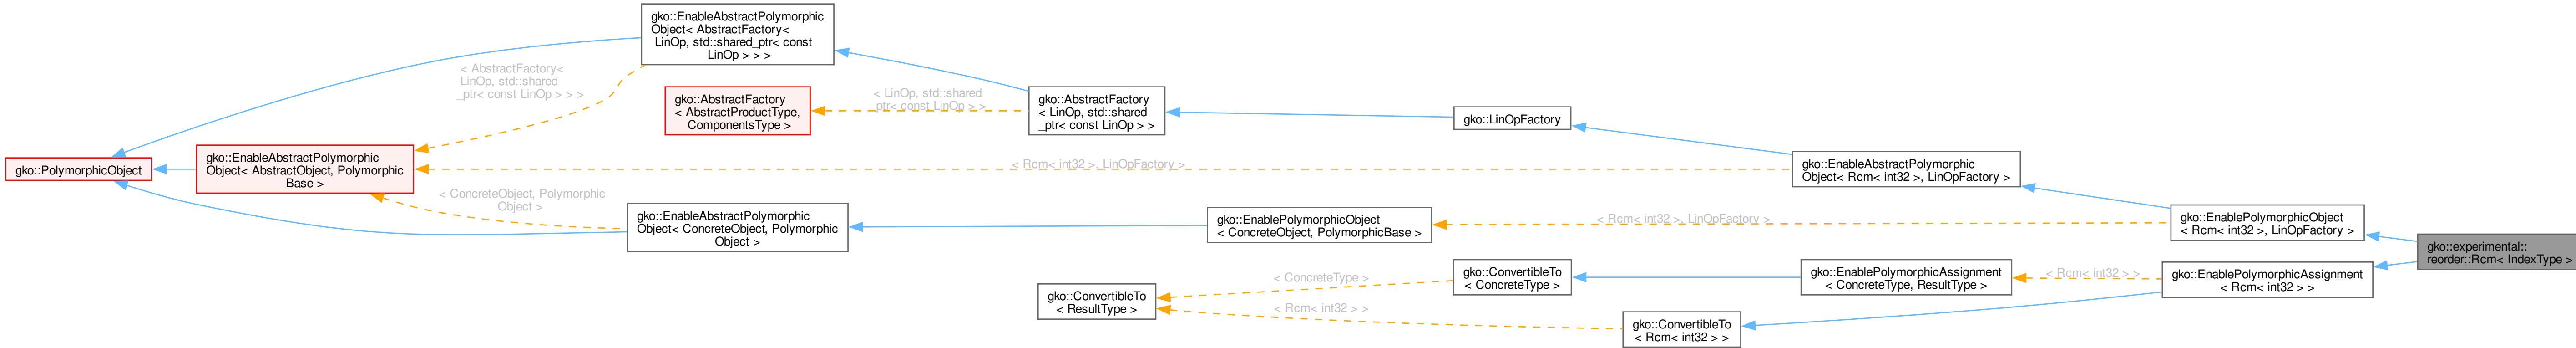 gko::EnableAbstractPolymorphic
Object< AbstractFactory<
LinOp, std::shared_ptr< const
LinOp > > >
< AbstractFactory<
LinOp, std::shared
_ptr< const LinOp > > >
gko::AbstractFactory
< AbstractProductType,
ComponentsType >
< LinOp, std::shared
_ptr< const LinOp > >
gko::AbstractFactory
< LinOp, std::shared
_ptr< const LinOp > >
gko::LinOpFactory
gko::PolymorphicObject
gko::EnableAbstractPolymorphic
Object< AbstractObject, Polymorphic
Base >
< Rcm< int32 >, LinOpFactory >
gko::EnableAbstractPolymorphic
Object< Rcm< int32 >, LinOpFactory >
< ConcreteObject, Polymorphic
Object >
gko::EnableAbstractPolymorphic
Object< ConcreteObject, Polymorphic
Object >
gko::EnablePolymorphicObject
< ConcreteObject, PolymorphicBase >
< Rcm< int32 >, LinOpFactory >
gko::EnablePolymorphicObject
< Rcm< int32 >, LinOpFactory >
gko::experimental::
reorder::Rcm< IndexType >
gko::ConvertibleTo
< ResultType >
< ConcreteType >
< Rcm< int32 > >
gko::ConvertibleTo
< ConcreteType >
gko::EnablePolymorphicAssignment
< ConcreteType, ResultType >
< Rcm< int32 > >
gko::EnablePolymorphicAssignment
< Rcm< int32 > >
gko::ConvertibleTo
< Rcm< int32 > >